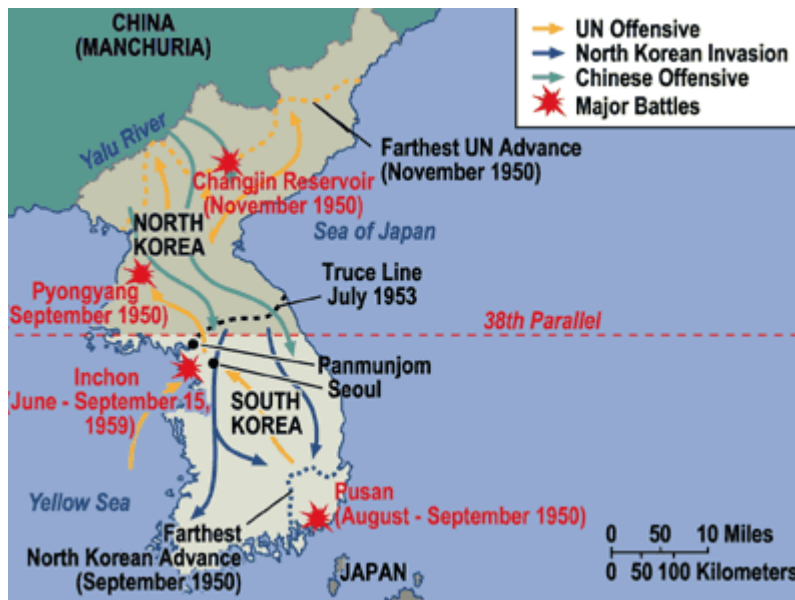 CHINA
(MANCHURIA)
UN Offensive
North Korean Invasion
Chinese Offensive
Major Battles
Yalu River
Farthest UN Advance
(November 1950)
Changjin Reservoir
(November 1950)
NORTH
KOREA
Sea of Japan
Truce Line
July 1953
Pyongyang
(September 1950)
38th Parallel
Panmunjom
Seoul
Inchon
(June - September 15,
1959)
SOUTH
KOREA
Yellow Sea
Pusan
(August - September 1950)
Farthest
North Korean Advance
(September 1950)
JAPAN
0 50 10 Miles
0 50 100 Kilometers